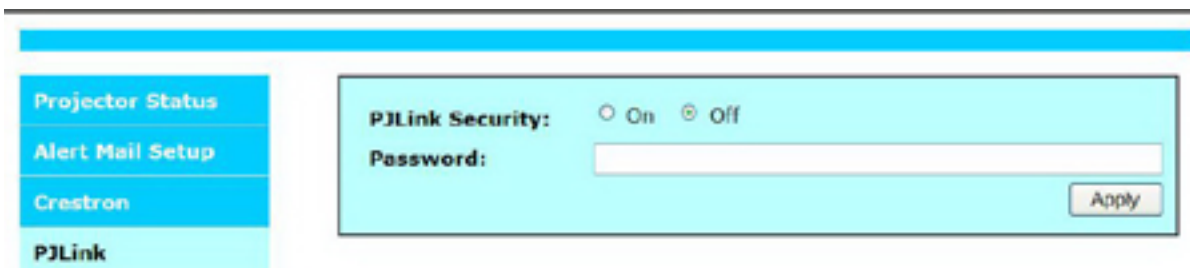 Projector Status
Alert Mail Setup
Crestron
PJLink
PJLink Security: On Off
Password:
Apply